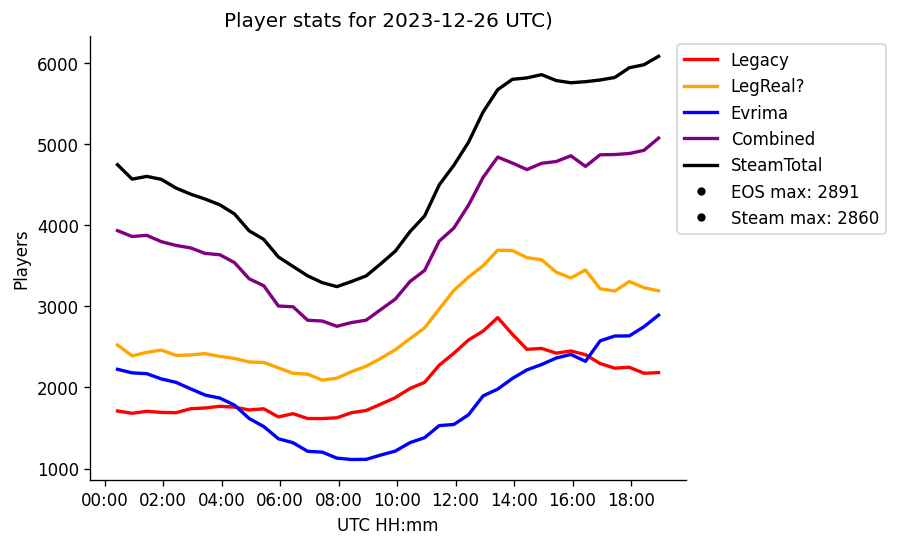 Player stats for 2023-12-26 UTC)
6000
5000
4000
3000
2000
1000
Players
00:00 02:00 04:00 06:00 08:00 10:00 12:00 14:00 16:00 18:00
UTC HH:mm
Legacy
LegReal?
Evrima
Combined
SteamTotal
EOS max: 2891
Steam max: 2860